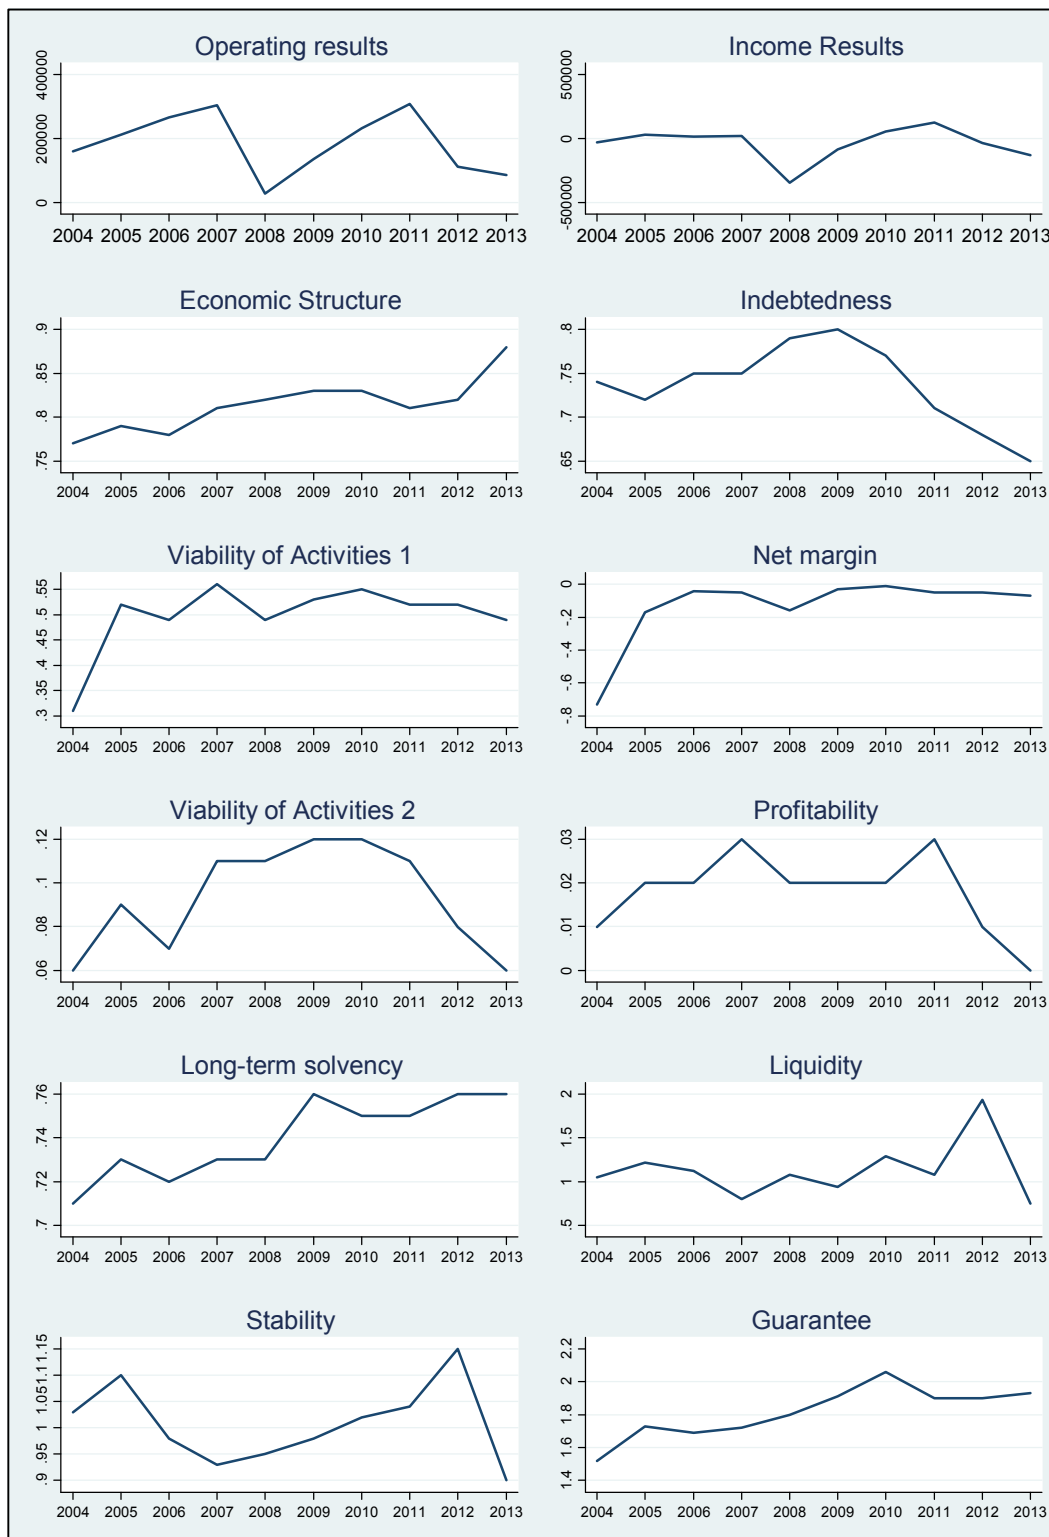 Operating results
400000
200000
0
2004 2005 2006 2007 2008 2009 2010 2011 2012 2013
Income Results
500000
0
-500000
2004 2005 2006 2007 2008 2009 2010 2011 2012 2013
Economic Structure
.9
.85
.8
.75
2004 2005 2006 2007 2008 2009 2010 2011 2012 2013
Indebtedness
.8
.75
.7
.65
2004 2005 2006 2007 2008 2009 2010 2011 2012 2013
Viability of Activities 1
.55
.5
.45
.4
.35
.3
2004 2005 2006 2007 2008 2009 2010 2011 2012 2013
Net margin
0
-.2
-.4
-.6
-.8
2004 2005 2006 2007 2008 2009 2010 2011 2012 2013
Viability of Activities 2
.12
.1
.08
.06
2004 2005 2006 2007 2008 2009 2010 2011 2012 2013
Profitability
.03
.02
.01
0
2004 2005 2006 2007 2008 2009 2010 2011 2012 2013
Long-term solvency
.76
.74
.72
.7
2004 2005 2006 2007 2008 2009 2010 2011 2012 2013
Liquidity
2
1.5
1
.5
2004 2005 2006 2007 2008 2009 2010 2011 2012 2013
Stability
1.15
1.1
1.05
1
.95
.9
2004 2005 2006 2007 2008 2009 2010 2011 2012 2013
Guarantee
2.2
2
1.8
1.6
1.4
2004 2005 2006 2007 2008 2009 2010 2011 2012 2013